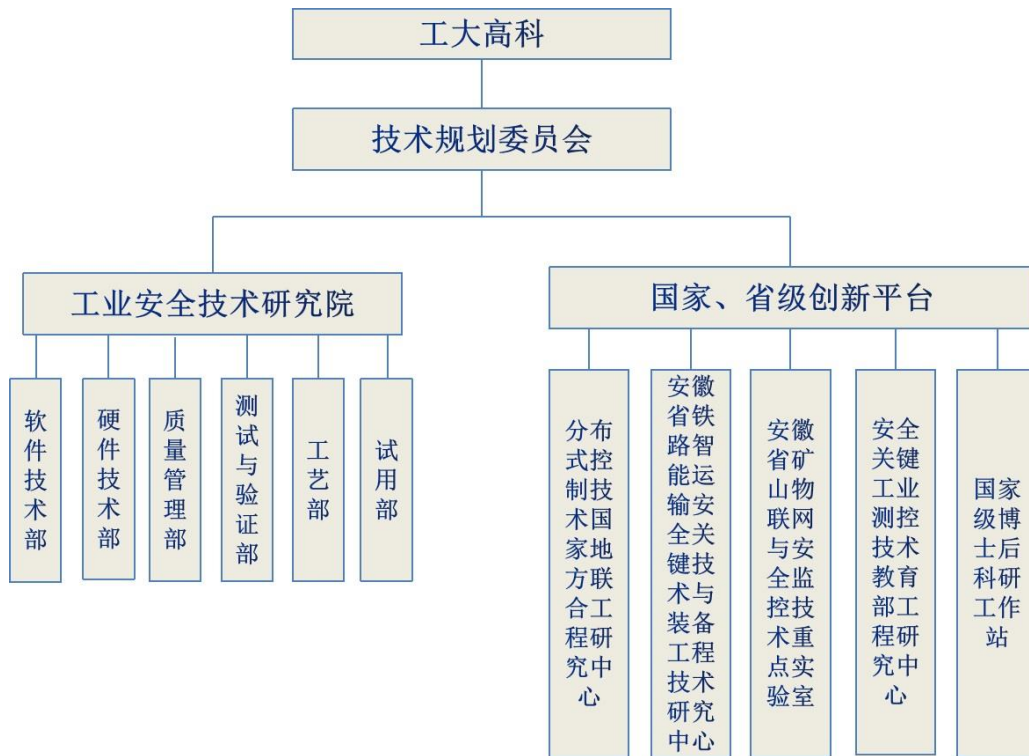 工大高科
技术规划委员会
工业安全技术研究院
国家、省级创新平台
软件技术部
硬件技术部
质量管理部
测试与验证部
工艺部
试用部
分布式控制技术国家地方联合工程研究中心
安徽省铁路智能运输安全关键技术与装备工程技术研究中心
安徽省矿山物联网与安全监控技术重点实验室
安全关键工业测控技术教育部工程研究中心
国家级博士后科研工作站